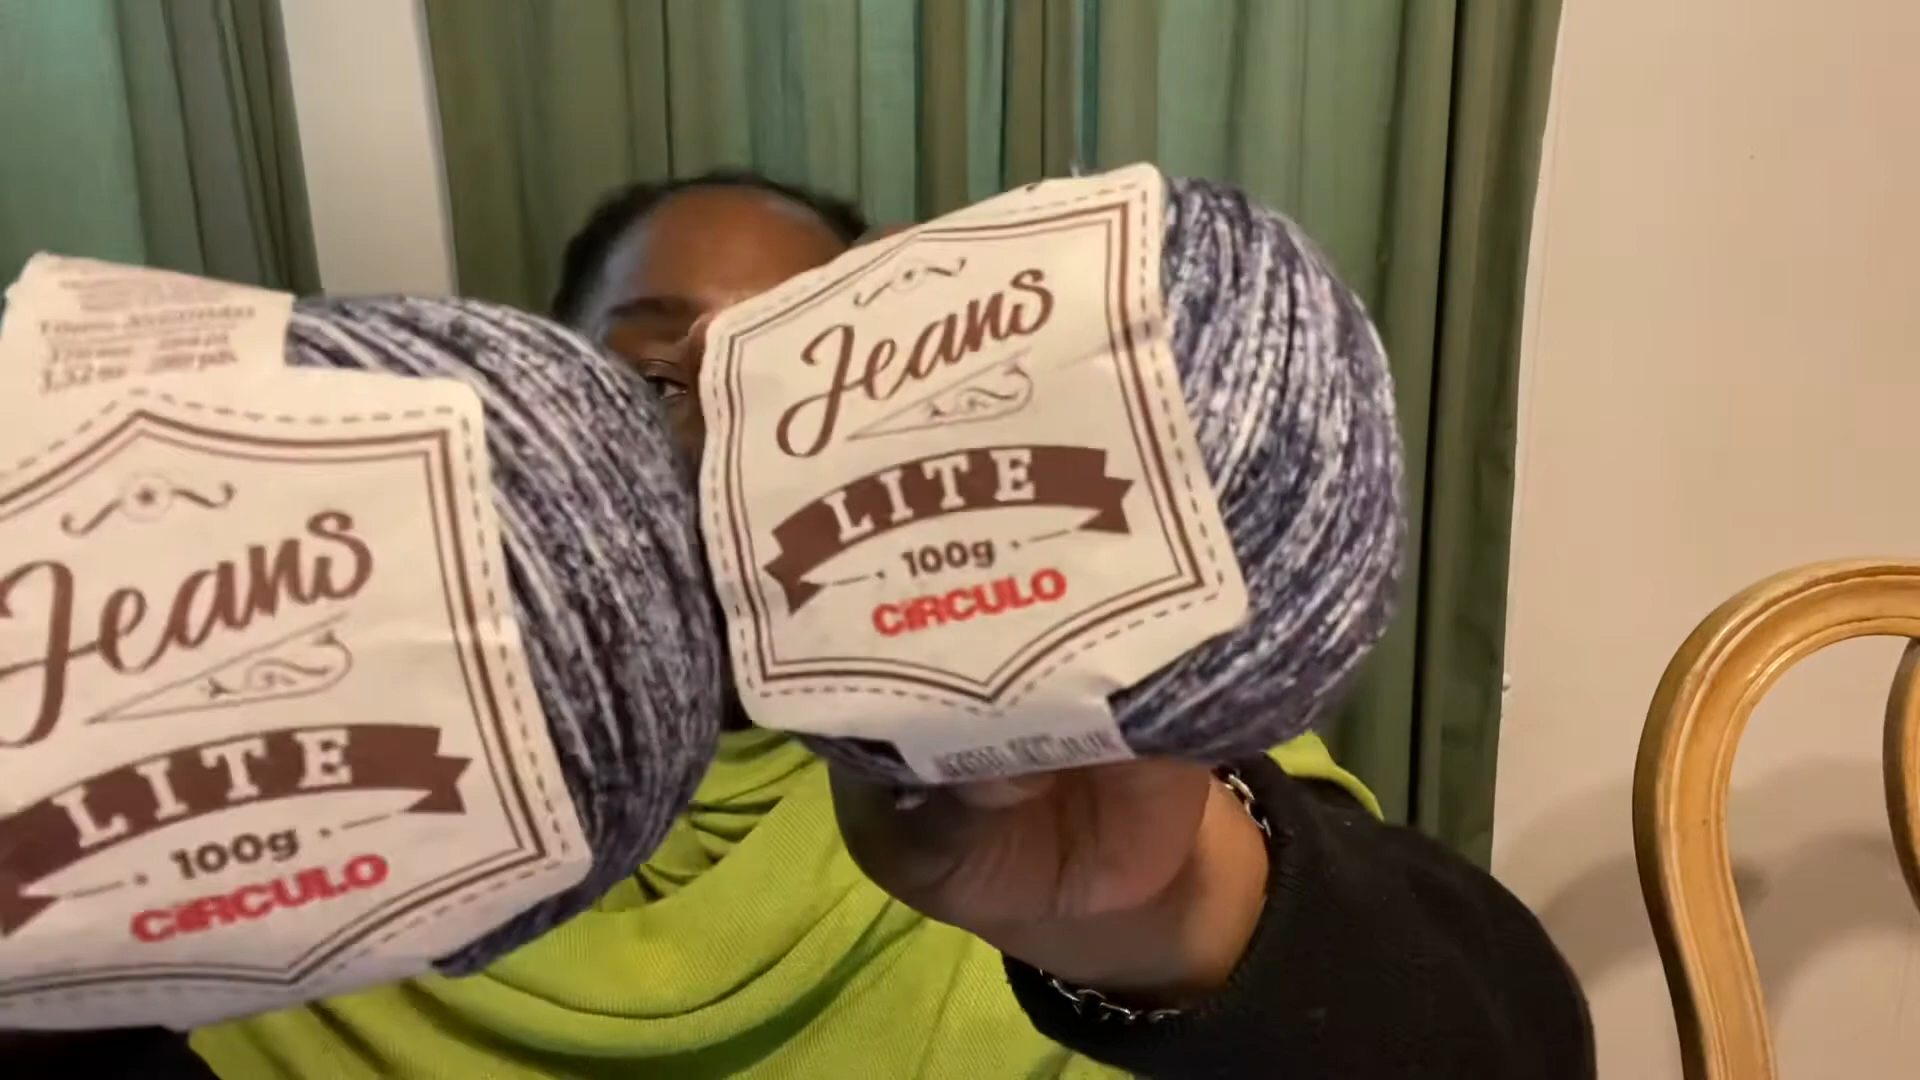 Jeans
LITE
100g
CiRCULO
Jeans
LITE
100g
CiRCULO